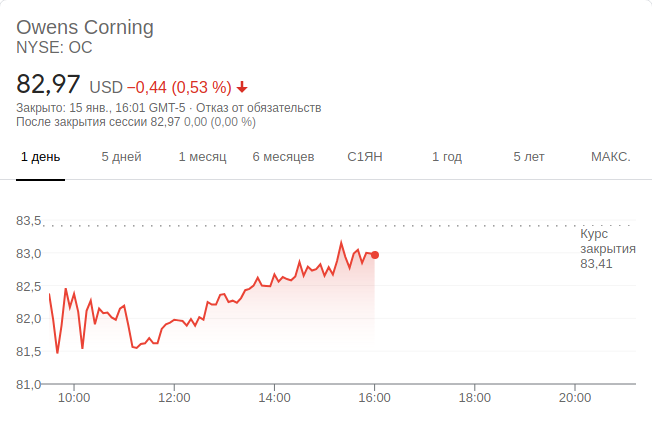 Owens Corning
NYSE: OC
82,97 USD −0,44 (0,53 %)
Закрыто: 15 янв., 16:01 GMT-5 · Отказ от обязательств
После закрытия сессии 82,97 0,00 (0,00 %)
1 день 5 дней 1 месяц 6 месяцев С1ЯН 1 год 5 лет МАКС.
83,5
Курс
закрытия
83,41
83,0
82,5
82,0
81,5
81,0
10:00 12:00 14:00 16:00 18:00 20:00